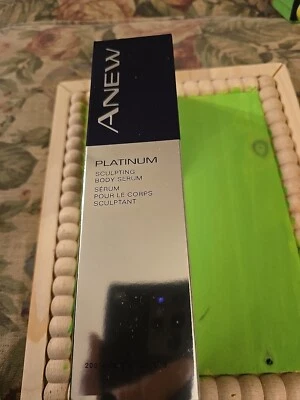 ANEW
PLATINUM
SCULPTING
BODY SERUM
SÉRUM
POUR LE CORPS
SCULPTANT